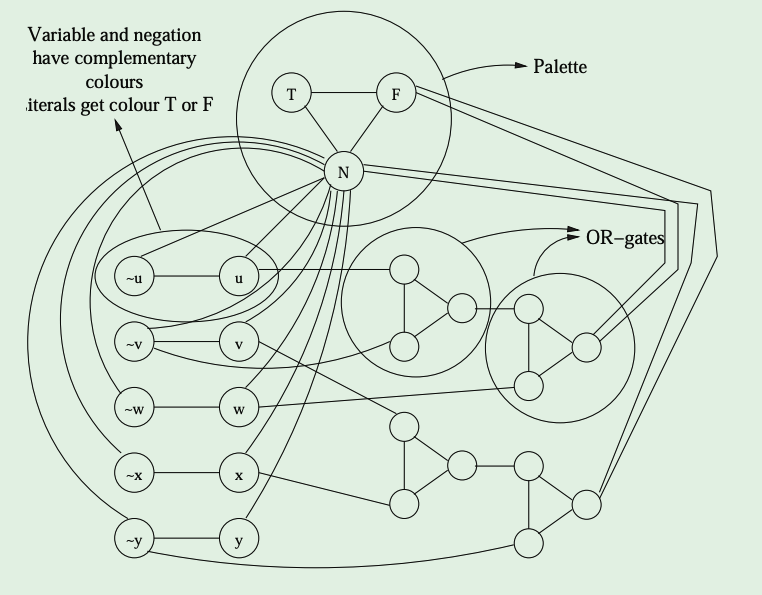 Variable and negation
have complementary
colours
iterals get colour T or F
Palette
T
F
N
OR−gates
~u
u
~v
v
~w
w
~x
x
~y
y